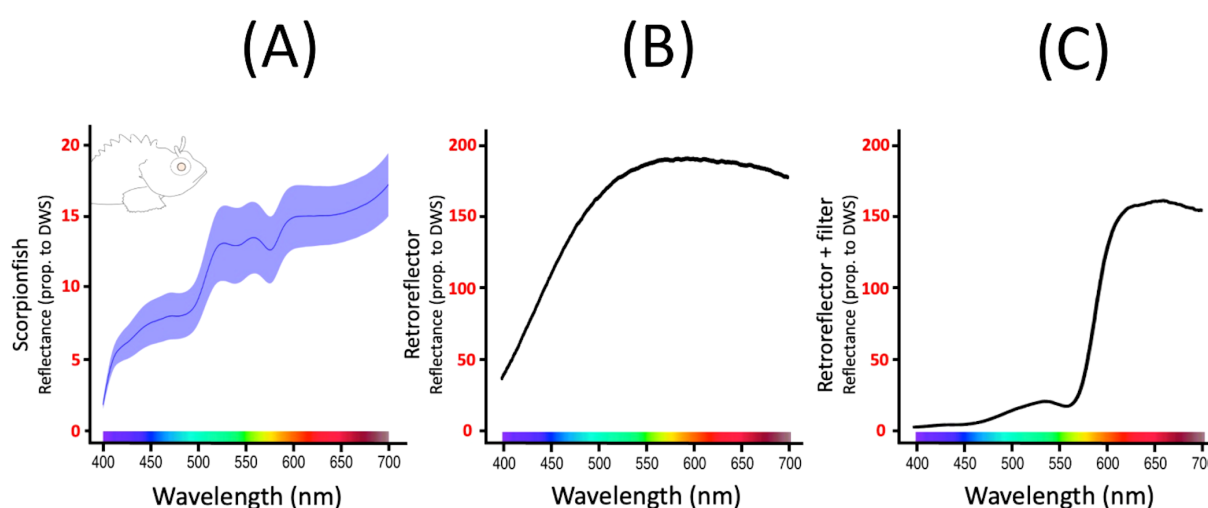 (A)
(B)
(C)
Scorpionfish
Reflectance (prop. to DWS)
20
15
10
5
0
400 450 500 550 600 650 700
Wavelength (nm)
Retroreflector
Reflectance (prop. to DWS)
200
150
100
50
0
400 450 500 550 600 650 700
Wavelength (nm)
Retroreflector + filter
Reflectance (prop. to DWS)
200
150
100
50
0
400 450 500 550 600 650 700
Wavelength (nm)